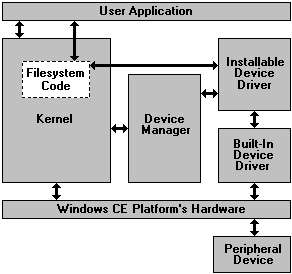 User Application
Filesystem
Code
Kernel
Device
Manager
Installable
Device
Driver
Built-In
Device
Driver
Windows CE Platform's Hardware
Peripheral
Device